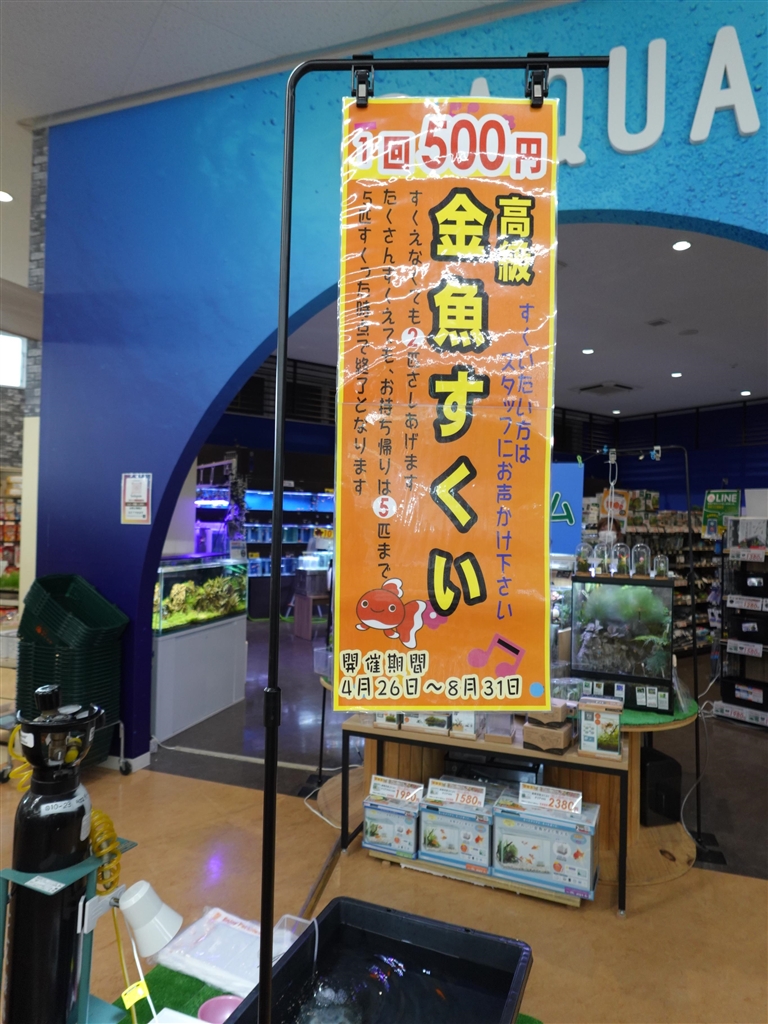 AQUA
1回500円
高級
金魚すくい
すくいたい方は
スタッフにお声かけ下さい
すくえなくても2匹さしあげます
たくさんすくえても、お持ち帰りは5匹まで
5匹すくった時点で終了となります
開催期間
4月26日～8月31日
ム
LINE
1980
1580
2380